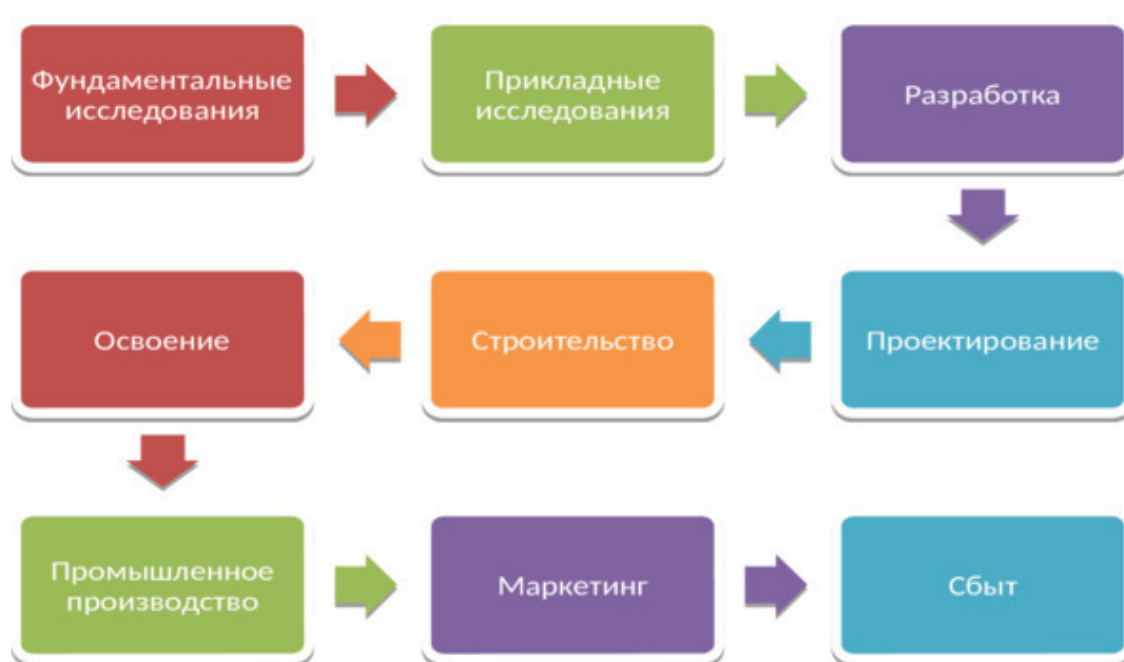 Фундаментальные
исследования
Прикладные
исследования
Разработка
Проектирование
Строительство
Освоение
Промышленное
производство
Маркетинг
Сбыт